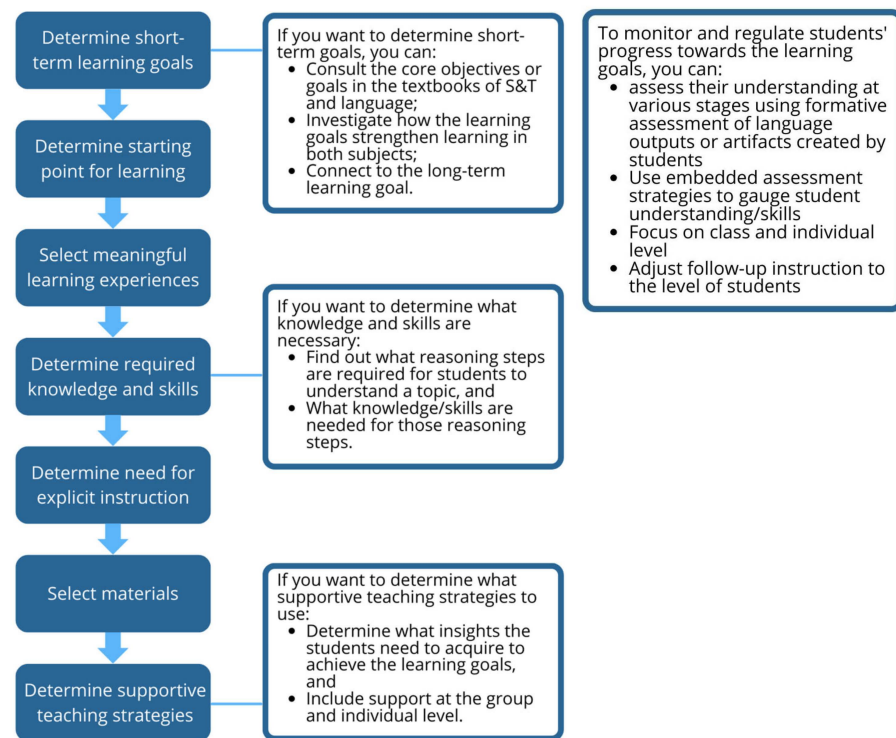 Determine short-
term learning goals
If you want to determine short-
term goals, you can:
• Consult the core objectives or
goals in the textbooks of S&T
and language;
• Investigate how the learning
goals strengthen learning in
both subjects;
• Connect to the long-term
learning goal.
Determine starting
point for learning
Select meaningful
learning experiences
Determine required
knowledge and skills
If you want to determine what
knowledge and skills are
necessary:
• Find out what reasoning steps
are required for students to
understand a topic, and
• What knowledge/skills are
needed for those reasoning
steps.
Determine need for
explicit instruction
Select materials
Determine supportive
teaching strategies
If you want to determine what
supportive teaching strategies to
use:
• Determine what insights the
students need to acquire to
achieve the learning goals,
and
• Include support at the group
and individual level.
To monitor and regulate students'
progress towards the learning
goals, you can:
• assess their understanding at
various stages using formative
assessment of language
outputs or artifacts created by
students
• Use embedded assessment
strategies to gauge student
understanding/skills
• Focus on class and individual
level
• Adjust follow-up instruction to
the level of students